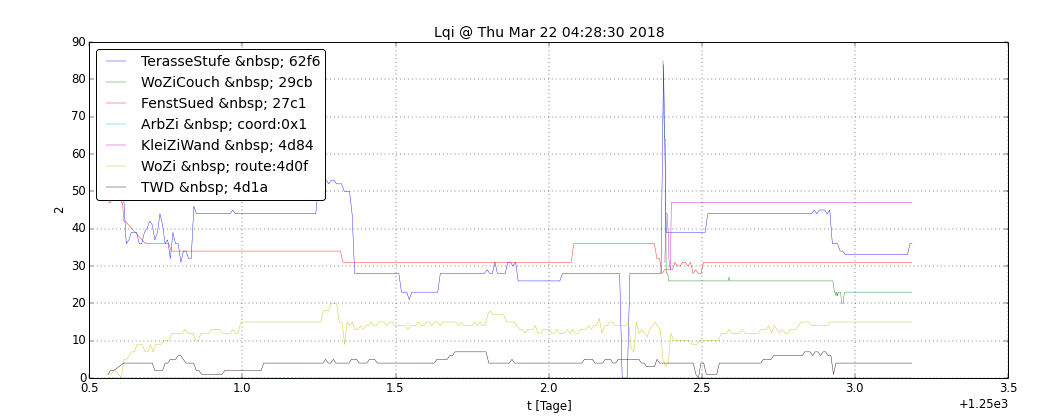 Lqi @ Thu Mar 22 04:28:30 2018
90
80
70
60
50
40
30
20
10
0
2
TerasseStufe &nbsp; 62f6
WoZiCouch &nbsp; 29cb
FenstSued &nbsp; 27c1
ArbZi &nbsp; coord:0x1
KleiZiWand &nbsp; 4d84
WoZi &nbsp; route:4d0f
TWD &nbsp; 4d1a
0.5 1.0 1.5 2.0 2.5 3.0 3.5
t [Tage] +1.25e3